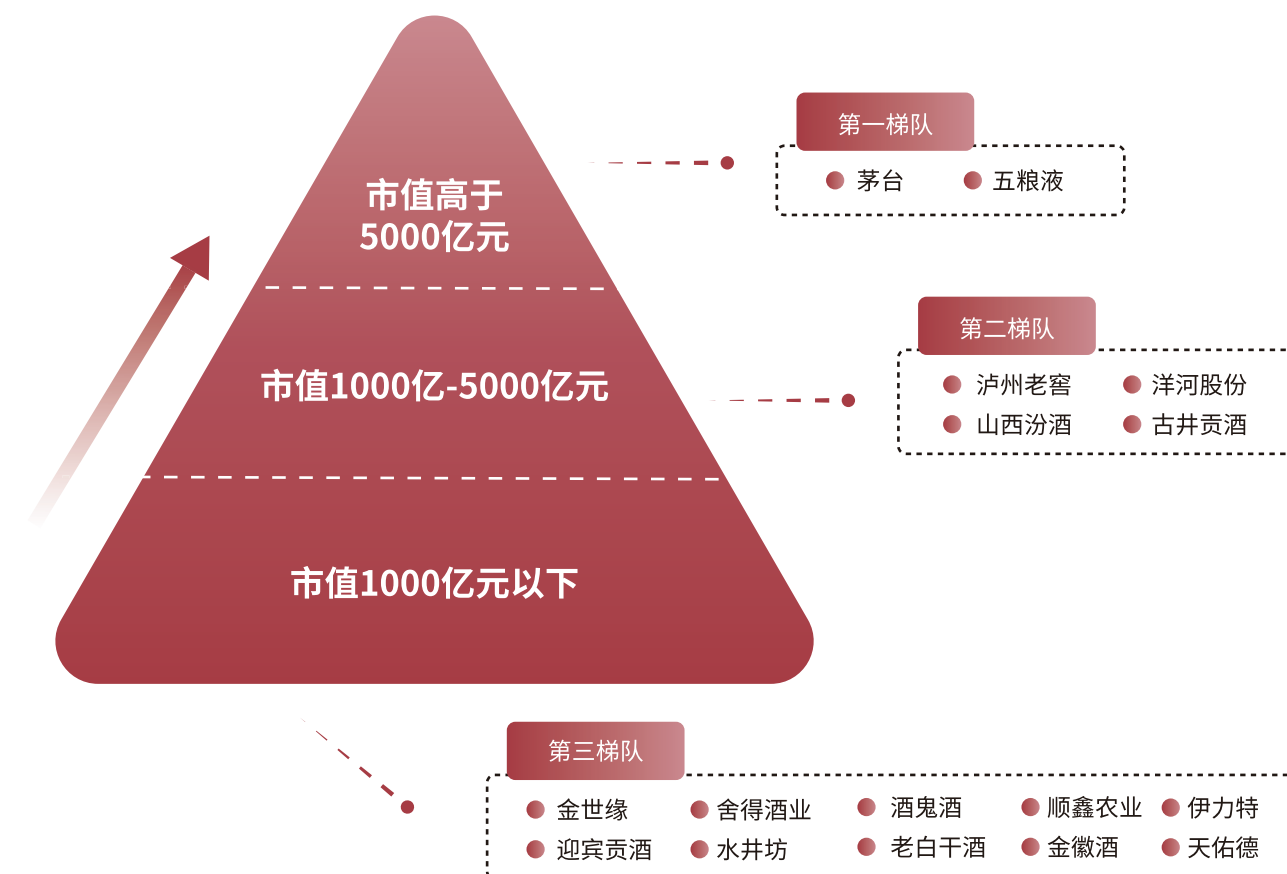 市值高于
5000亿元
市值1000亿-5000亿元
市值1000亿元以下
第一梯队
茅台 五粮液
第二梯队
泸州老窖 洋河股份
山西汾酒 古井贡酒
第三梯队
金世缘 舍得酒业 酒鬼酒 顺鑫农业 伊力特
迎宾贡酒 水井坊 老白干酒 金徽酒 天佑德